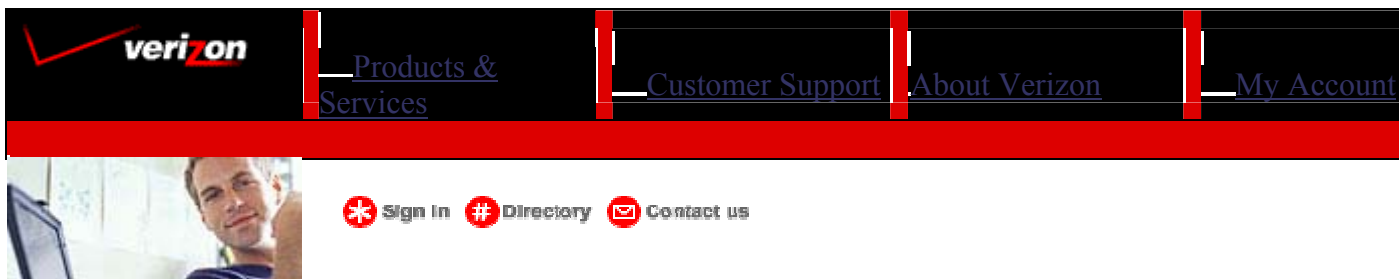 verizon
Products &
Services
Customer Support
About Verizon
My Account
Sign in
Directory
Contact us